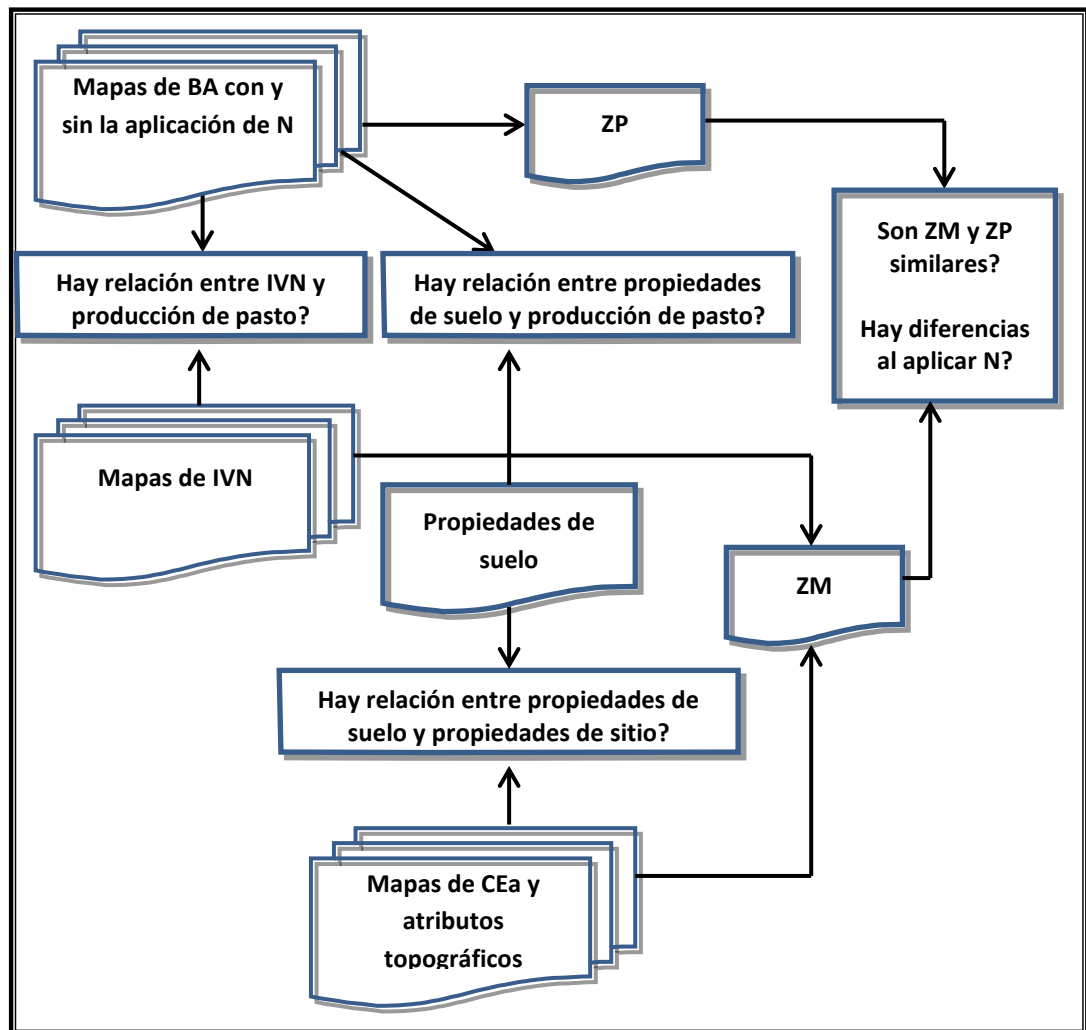 Mapas de BA con y
sin la aplicación de N
ZP
Son ZM y ZP
similares?
Hay diferencias
al aplicar N?
Hay relación entre IVN y
producción de pasto?
Hay relación entre propiedades
de suelo y producción de pasto?
Mapas de IVN
Propiedades de
suelo
ZM
Hay relación entre propiedades de
suelo y propiedades de sitio?
Mapas de CEa y
atributos
topográficos